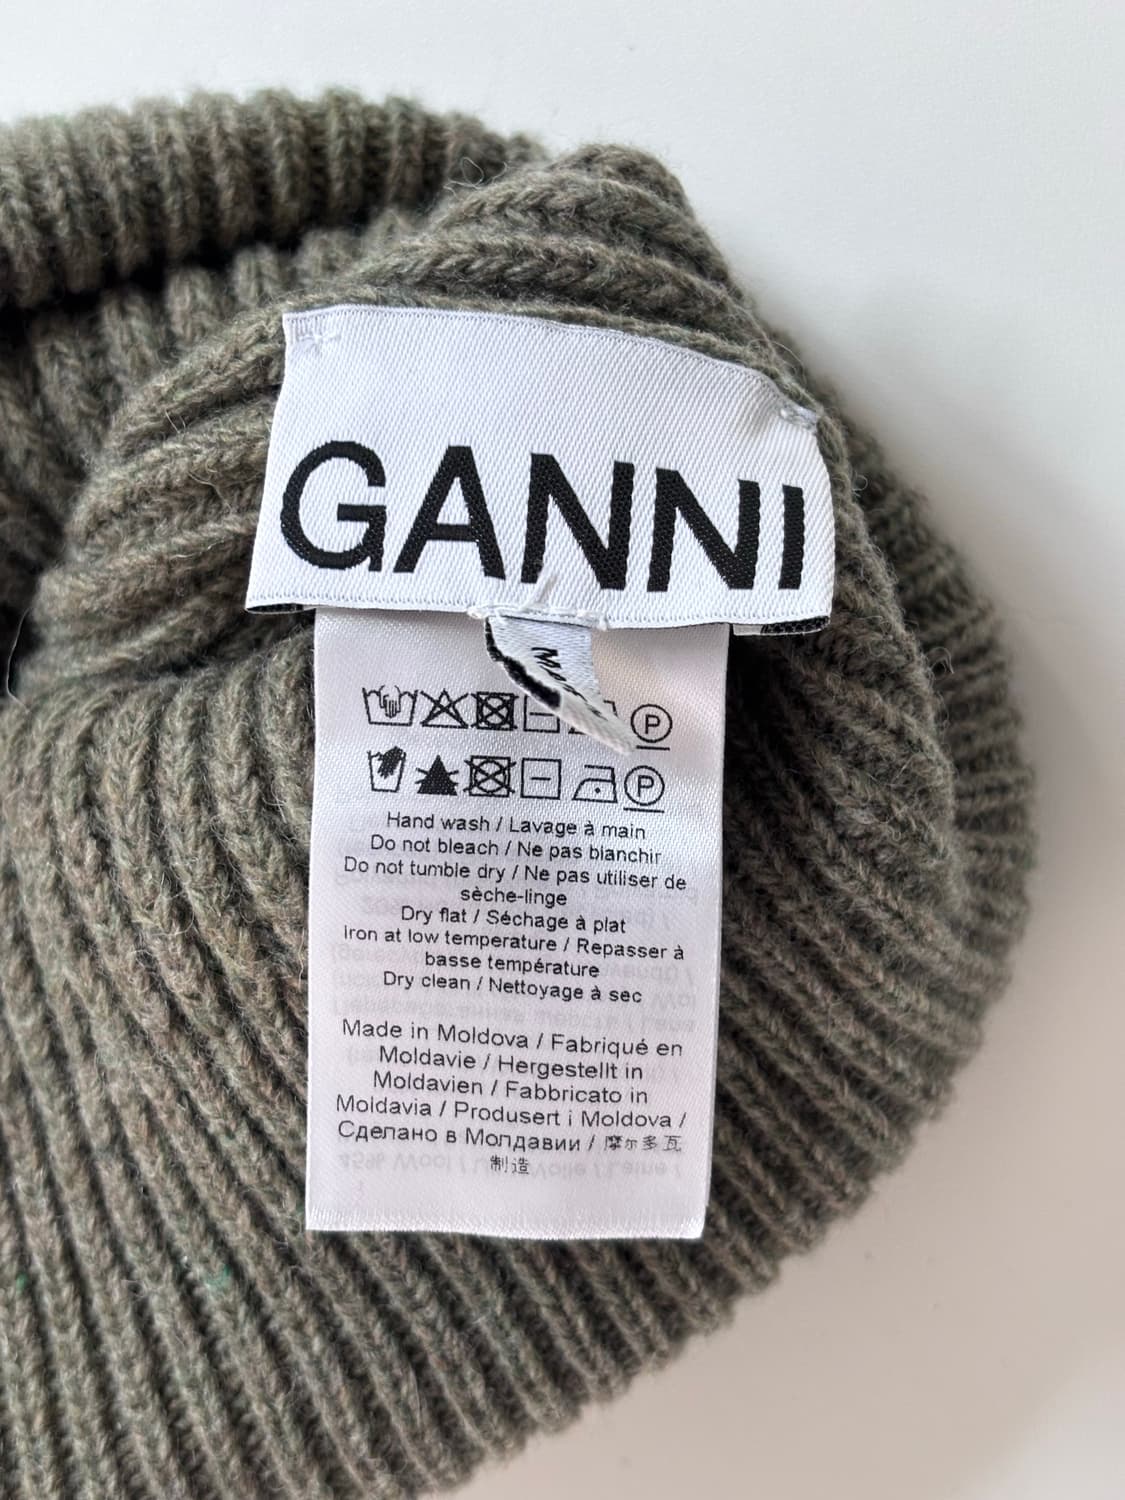 GANNI
P
P
Hand wash / Lavage à main
Do not bleach / Ne pas blanchir
Do not tumble dry / Ne pas utiliser de
sèche-linge
Dry flat / Séchage à plat
Iron at low temperature / Repasser à
basse température
Dry clean / Nettoyage à sec
Made in Moldova / Fabriqué en
Moldavie / Hergestellt in
Moldavien / Fabbricato in
Moldavia / Produsert i Moldova /
Сделано в Молдавии / 摩尔多瓦
制造